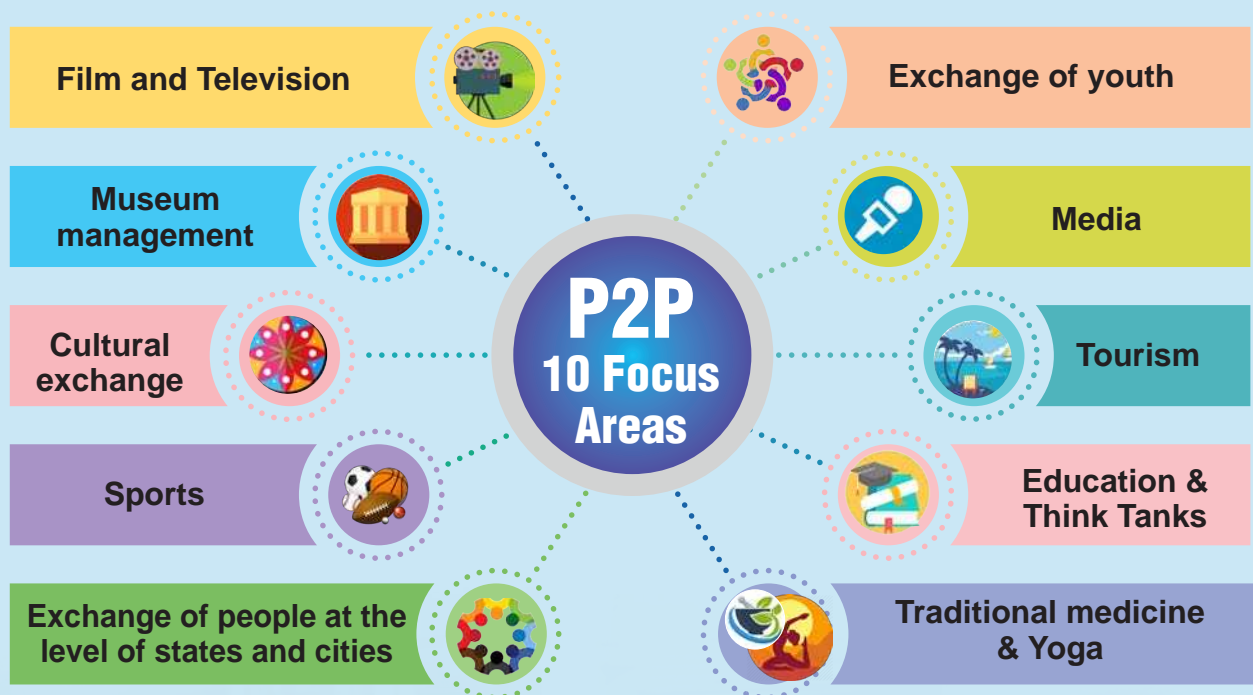 Film and Television
Museum
management
Cultural
exchange
Sports
Exchange of people at the
level of states and cities
P2P
10 Focus
Areas
Exchange of youth
Media
Tourism
Education &
Think Tanks
Traditional medicine
& Yoga